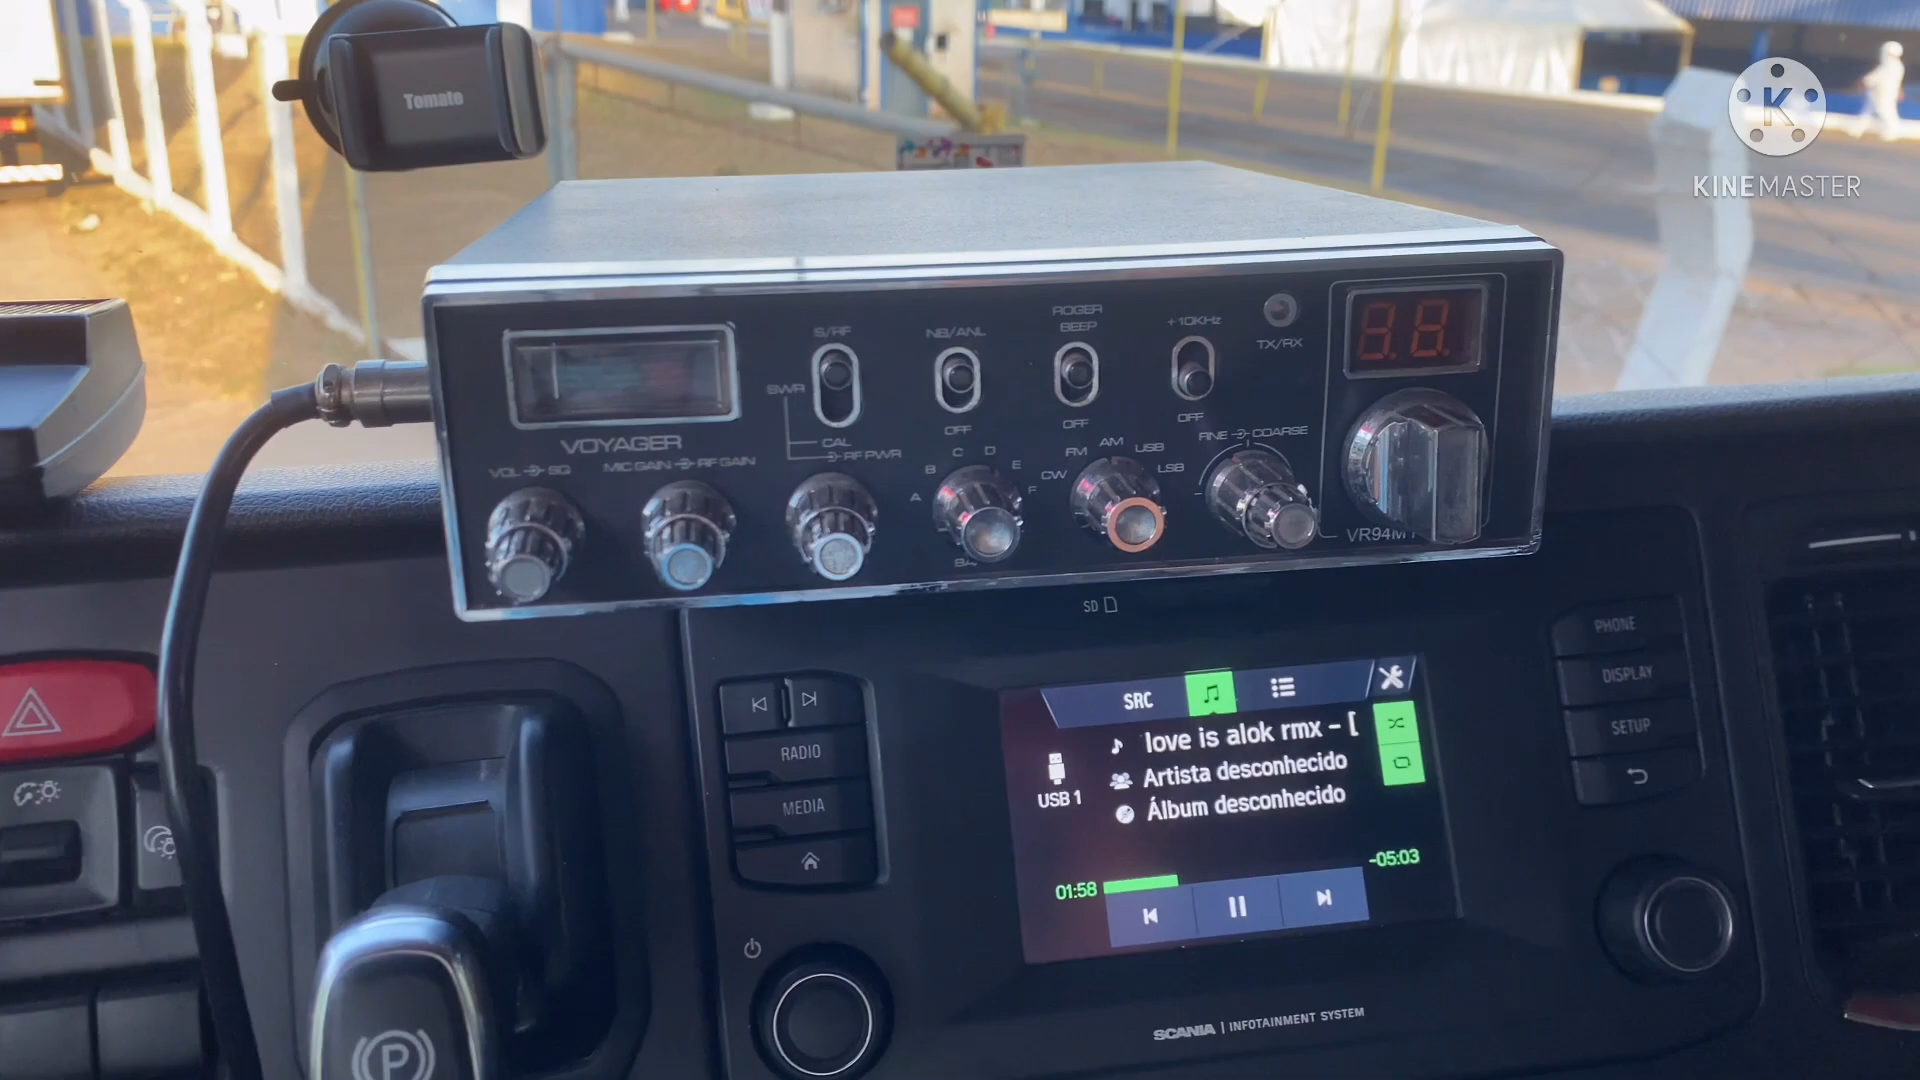 Tomate
K
KINEMASTER
S/RF
NB/ANL
ROGER
BEEP
+10KHz
TX/RX
SWR
CAL
OFF
OFF
OFF
VOYAGER
VOL SQ
MIC GAIN RF GAIN
RF PWR
A B C D E F
CW FM AM USB LSB
FINE COARSE
SD
PHONE
DISPLAY
SETUP
RADIO
MEDIA
SRC
love is alok rmx - [
Artista desconhecido
Álbum desconhecido
USB 1
01:58
-05:03
SCANIA | INFOTAINMENT SYSTEM
P